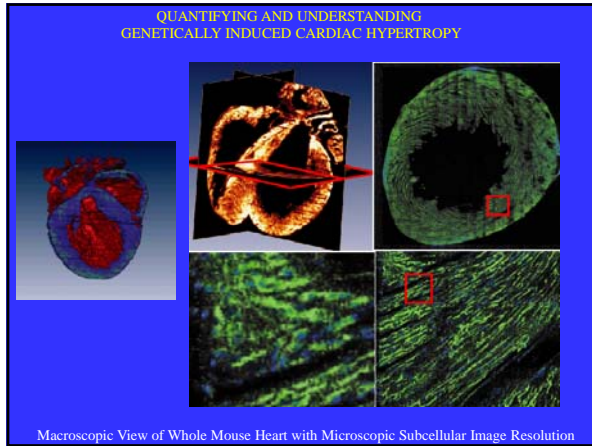 QUANTIFYING AND UNDERSTANDING
GENETICALLY INDUCED CARDIAC HYPERTROPY
Macroscopic View of Whole Mouse Heart with Microscopic Subcellular Image Resolution